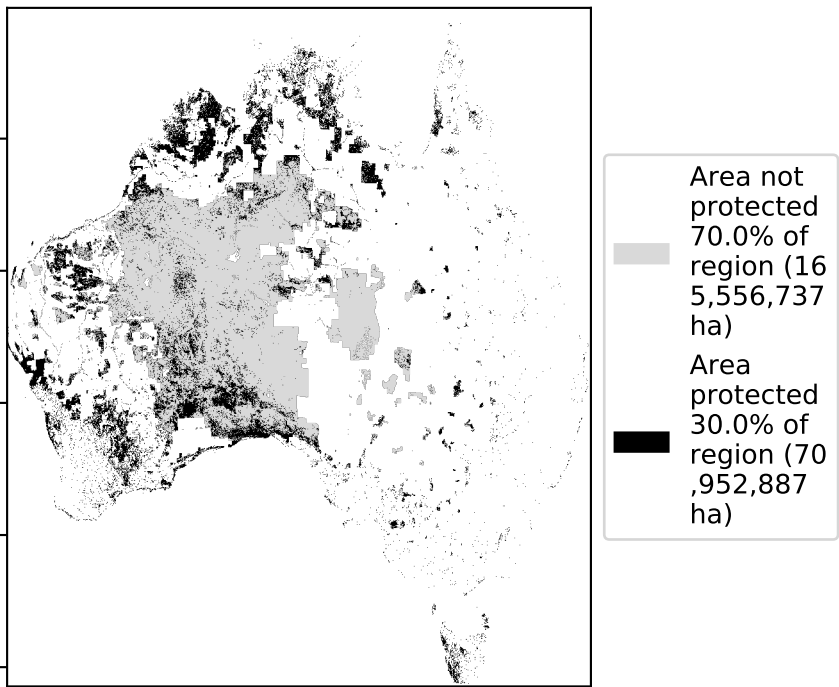 Area not
protected
70.0% of
region (16
5,556,737
ha)
Area
protected
30.0% of
region (70
,952,887
ha)